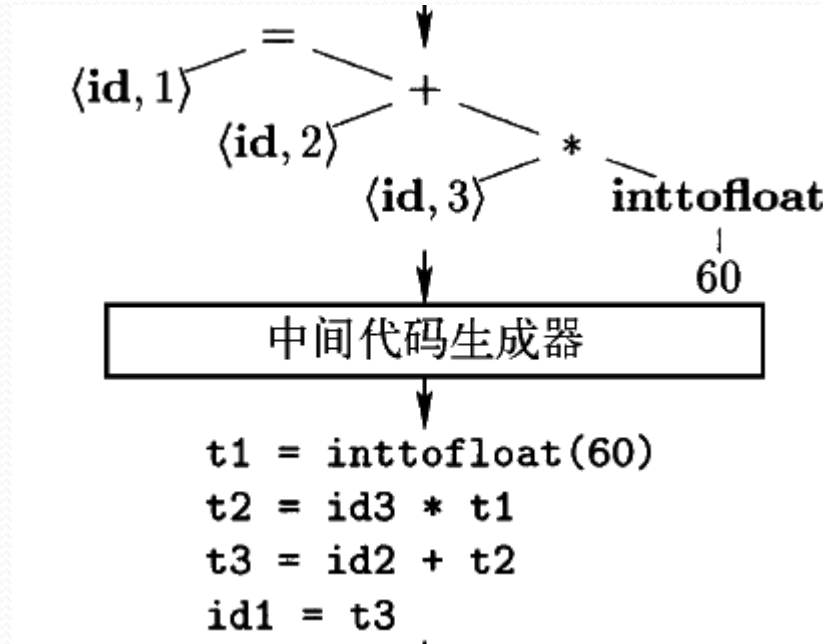 =
⟨id, 1⟩
+
⟨id, 2⟩
*
⟨id, 3⟩ inttofloat
60
中间代码生成器
t1 = inttofloat(60)
t2 = id3 * t1
t3 = id2 + t2
id1 = t3